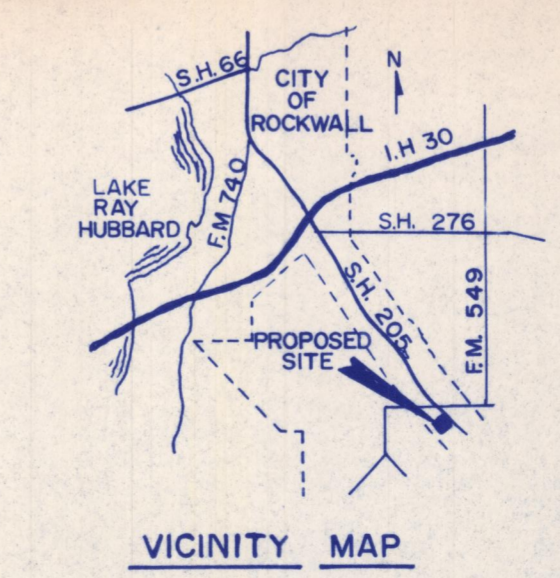 S.H. 66
CITY
OF
ROCKWALL
N
I.H 30
LAKE
RAY
HUBBARD
F.M 740
S.H. 276
S.H. 205
F.M. 549
PROPOSED
SITE
VICINITY MAP